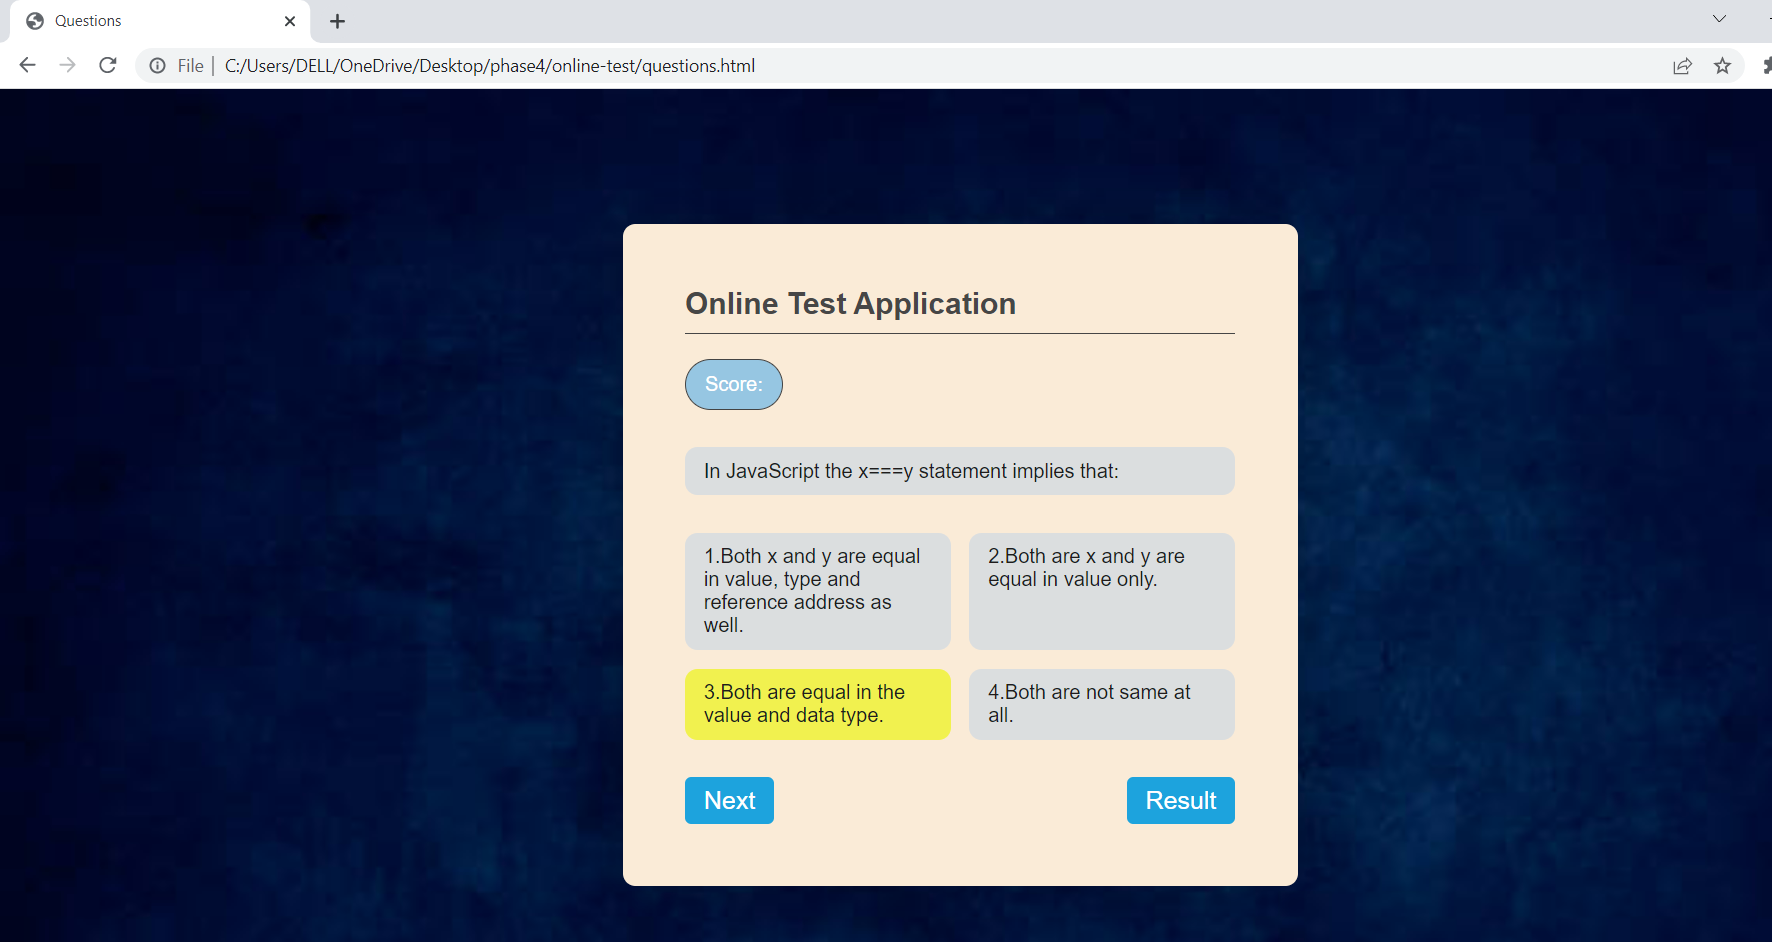 Questions
File
C:/Users/DELL/OneDrive/Desktop/phase4/online-test/questions.html
Online Test Application
Score:
In JavaScript the x===y statement implies that:
1.Both x and y are equal
in value, type and
reference address as
well.
2.Both are x and y are
equal in value only.
3.Both are equal in the
value and data type.
4.Both are not same at
all.
Next
Result